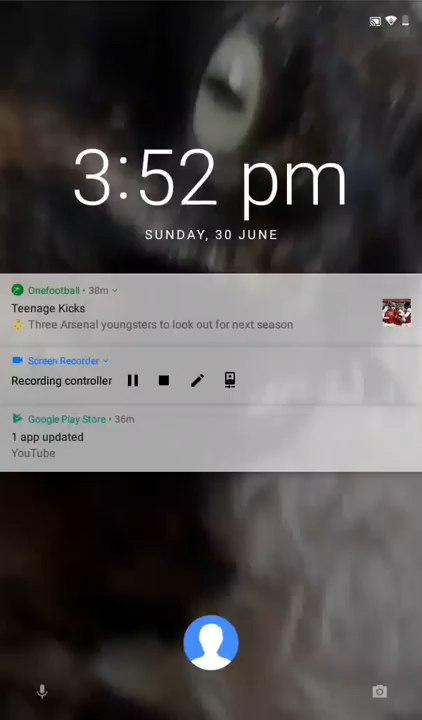 3:52 pm
SUNDAY, 30 JUNE
Onefootball • 38m
Teenage Kicks
👶 Three Arsenal youngsters to look out for next season
Screen Recorder
Recording controller
Google Play Store • 36m
1 app updated
YouTube